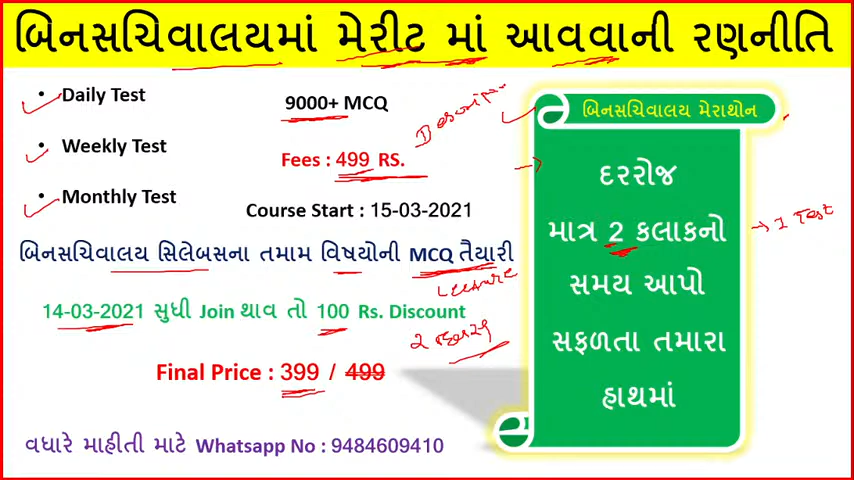 બિનસચિવાલયમાં મેરીટ માં આવવાની રણનીતિ
• Daily Test
• Weekly Test
• Monthly Test
9000+ MCQ
Fees : 499 RS.
Course Start : 15-03-2021
બિનસચિવાલય સિલેબસના તમામ વિષયોની MCQ તૈયારી
Lecture
14-03-2021 સુધી Join થાવ તો 100 Rs. Discount
Final Price : 399 / 499
વધારે માહીતી માટે Whatsapp No : 9484609410
બિનસચિવાલય મેરાથોન
દરરોજ
માત્ર 2 કલાકનો
1 Test
સમય આપો
સફળતા તમારા
હાથમાં